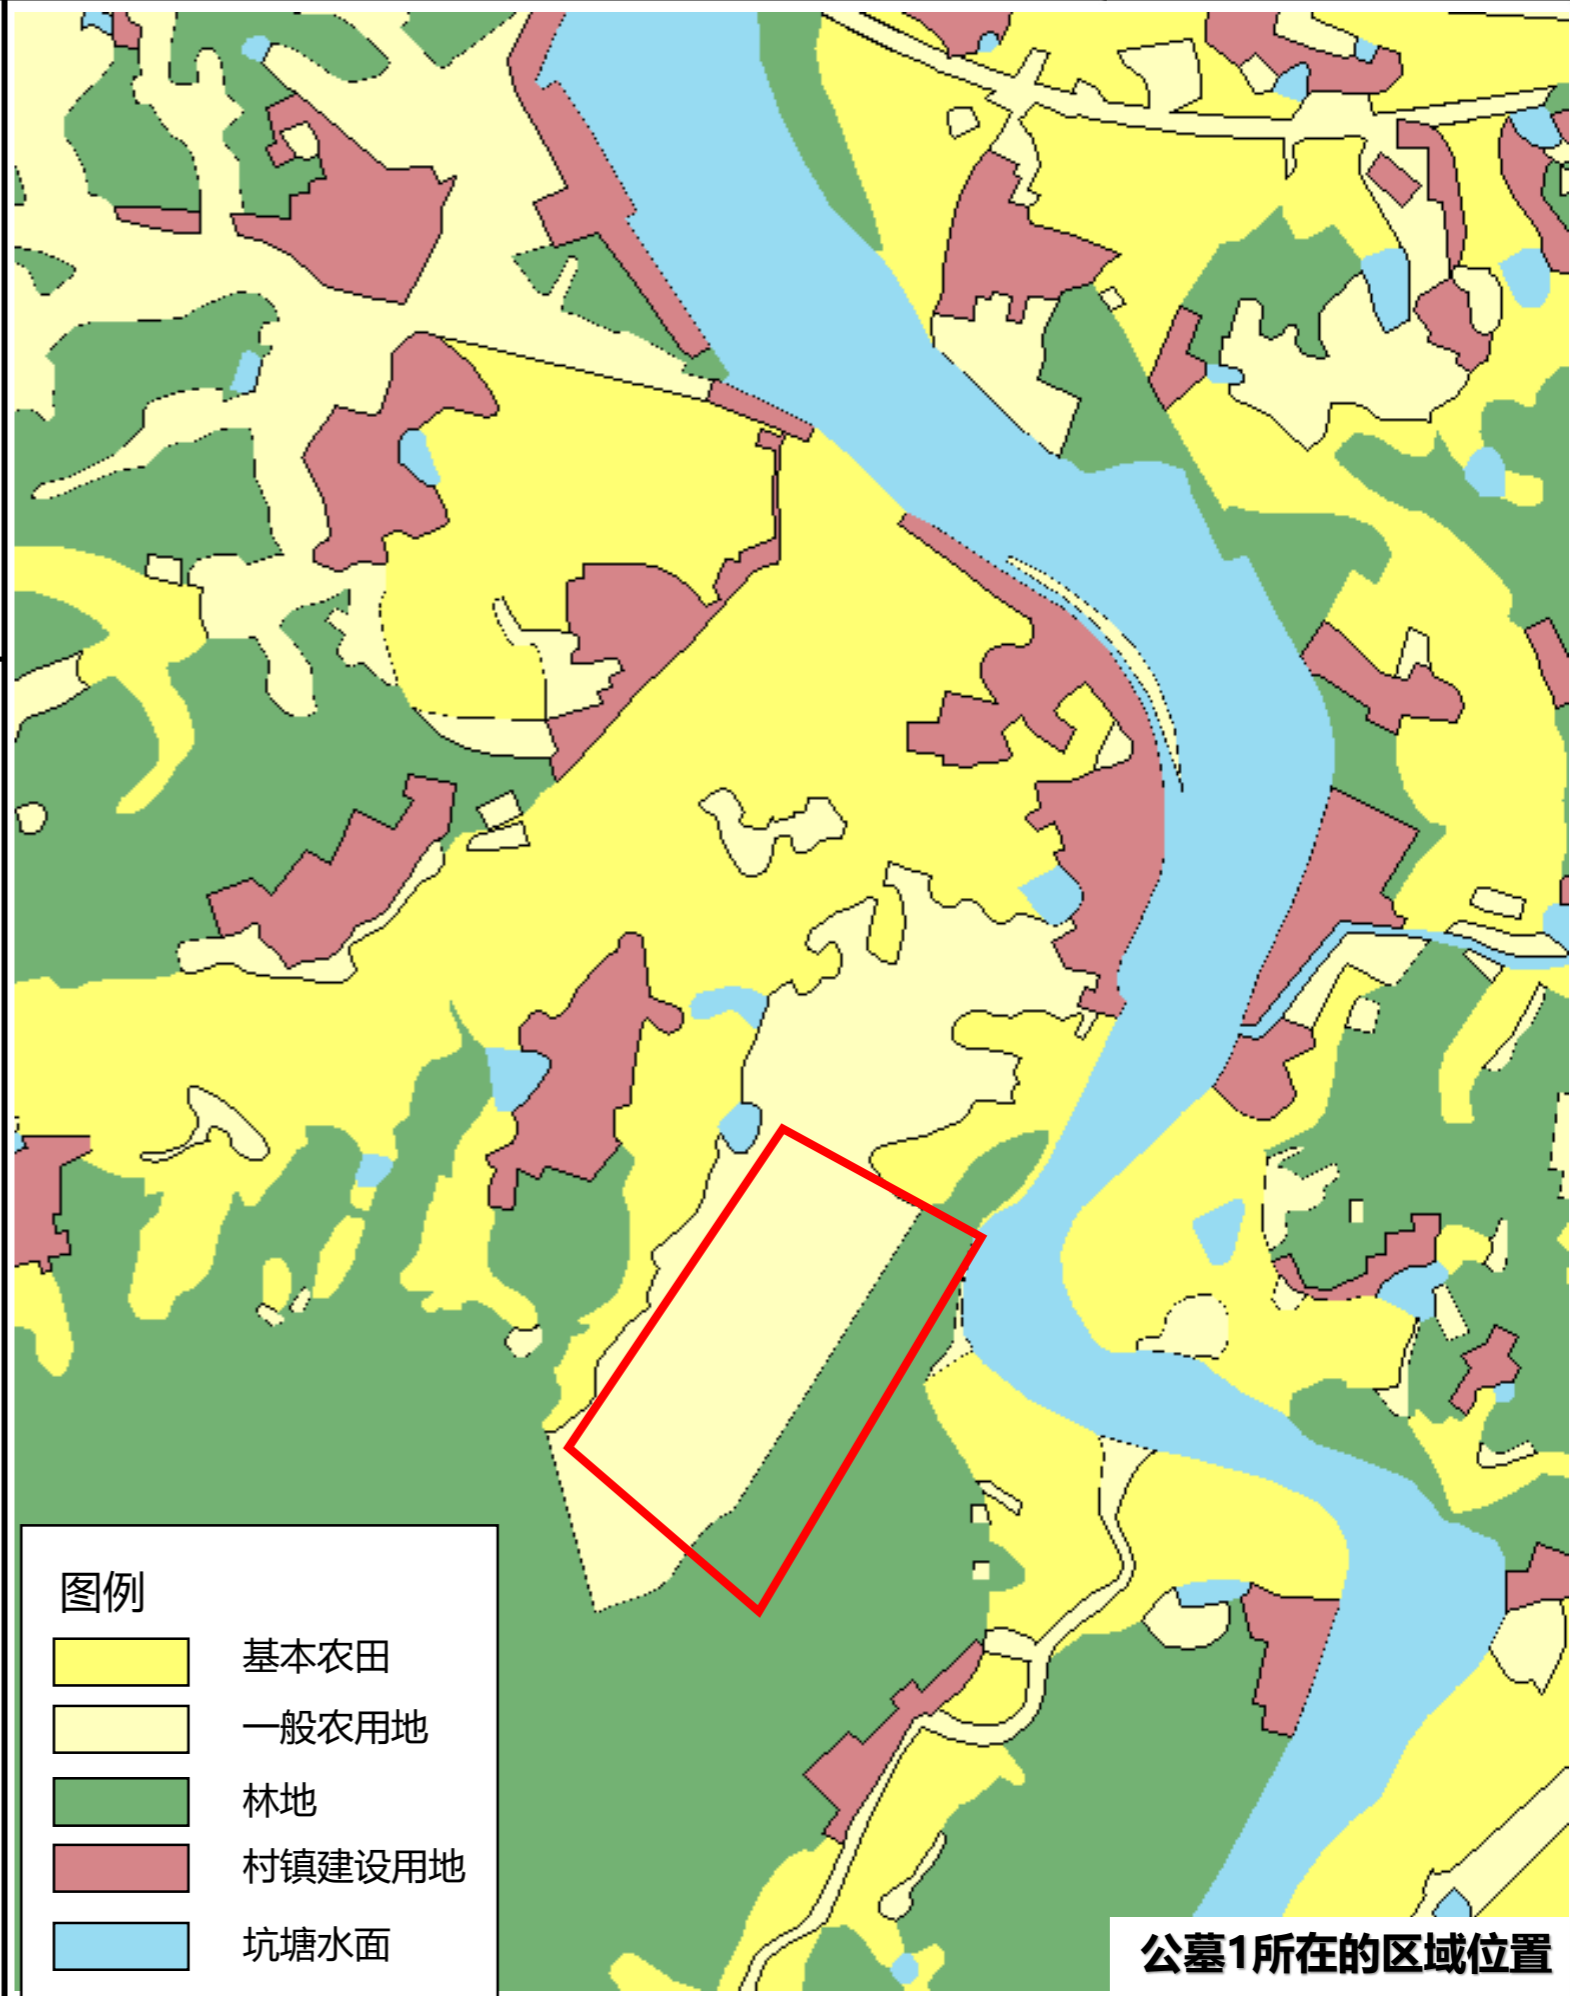 图例
基本农田
一般农用地
林地
村镇建设用地
坑塘水面
公墓1所在的区域位置